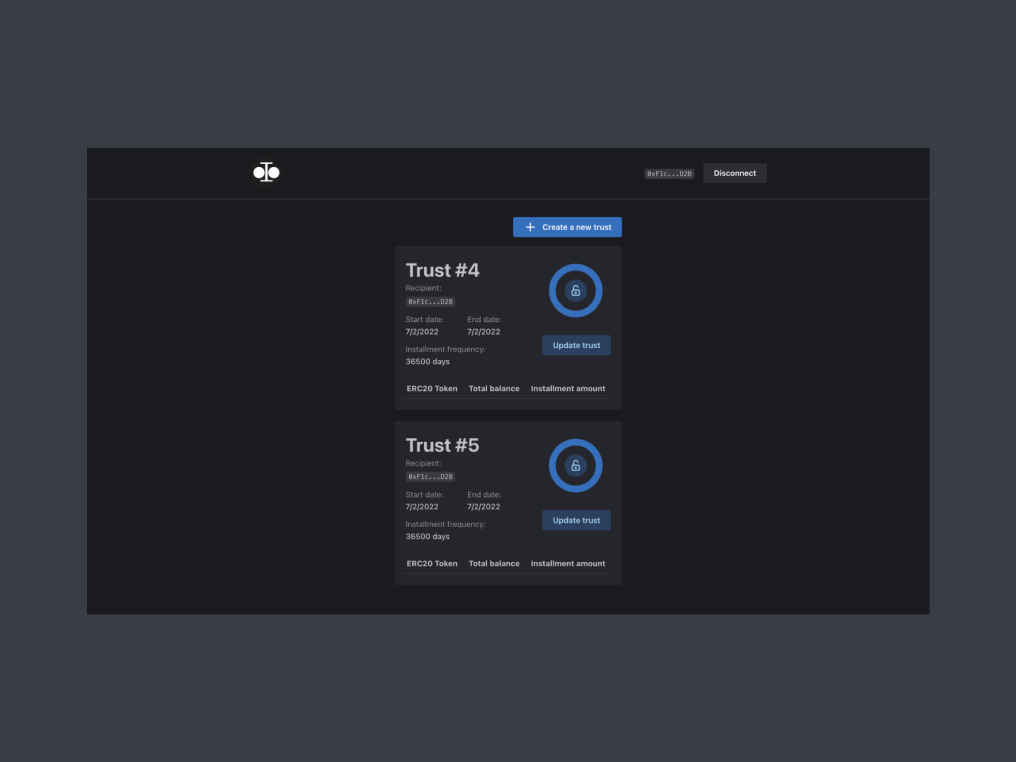 0xF1c...D2B Disconnect
Create a new trust
Trust #4
Recipient:
0xF1c...D2B
Start date: End date:
7/2/2022 7/2/2022
Installment frequency:
36500 days
Update trust
ERC20 Token Total balance Installment amount
Trust #5
Recipient:
0xF1c...D2B
Start date: End date:
7/2/2022 7/2/2022
Installment frequency:
36500 days
Update trust
ERC20 Token Total balance Installment amount